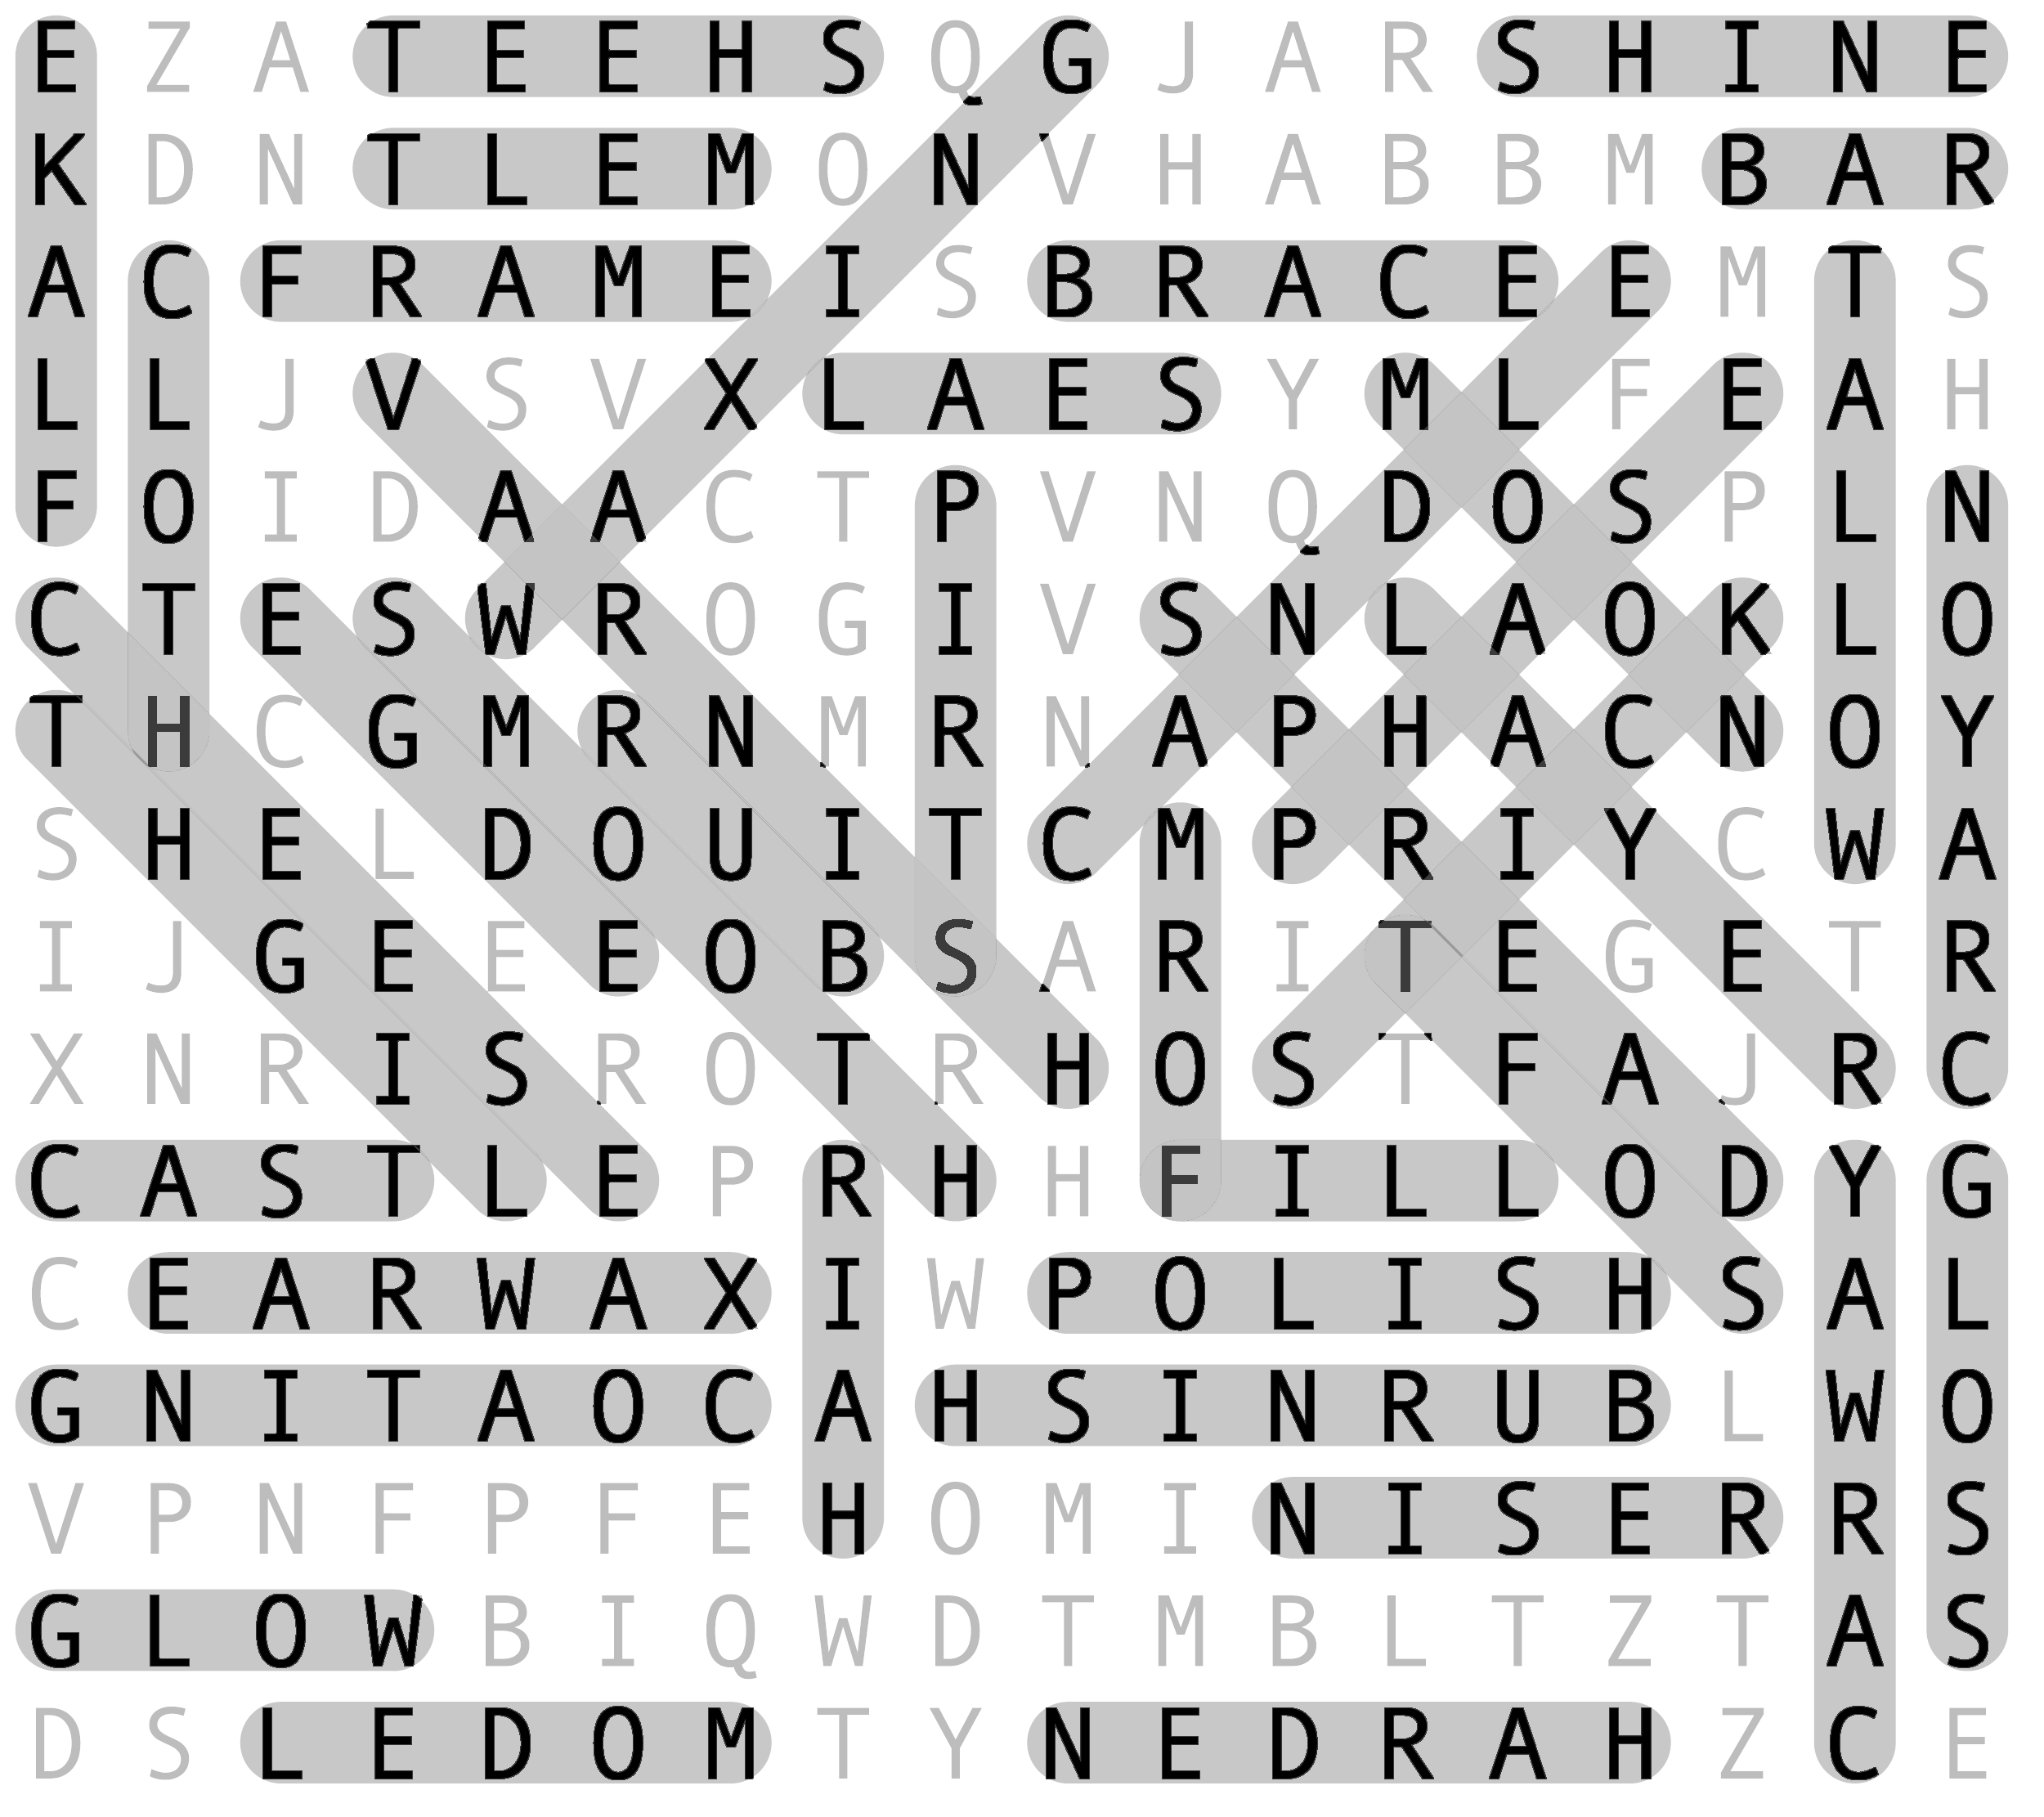 E Z A T E E H S Q G J A R S H I N E
K D N T L E M O N V H A B B M B A R
A C F R A M E I S B R A C E E M T S
L L J V S V X L A E S Y M L F E A H
F O I D A A C T P V N Q D O S P L N
C T E S W R O G I V S N L A O K L O
T H C G M R N M R N A P H A C N O Y
S H E L D O U I T C M P R I Y C W A
I J G E E E O B S A R I T E G E T R
X N R I S R O T R H O S T F A J R C
C A S T L E P R H H F I L L O D Y G
C E A R W A X I W P O L I S H S A L
G N I T A O C A H S I N R U B L W O
V P N F P F E H O M I N I S E R R S
G L O W B I Q W D T M B L T Z T A S
D S L E D O M T Y N E D R A H Z C E